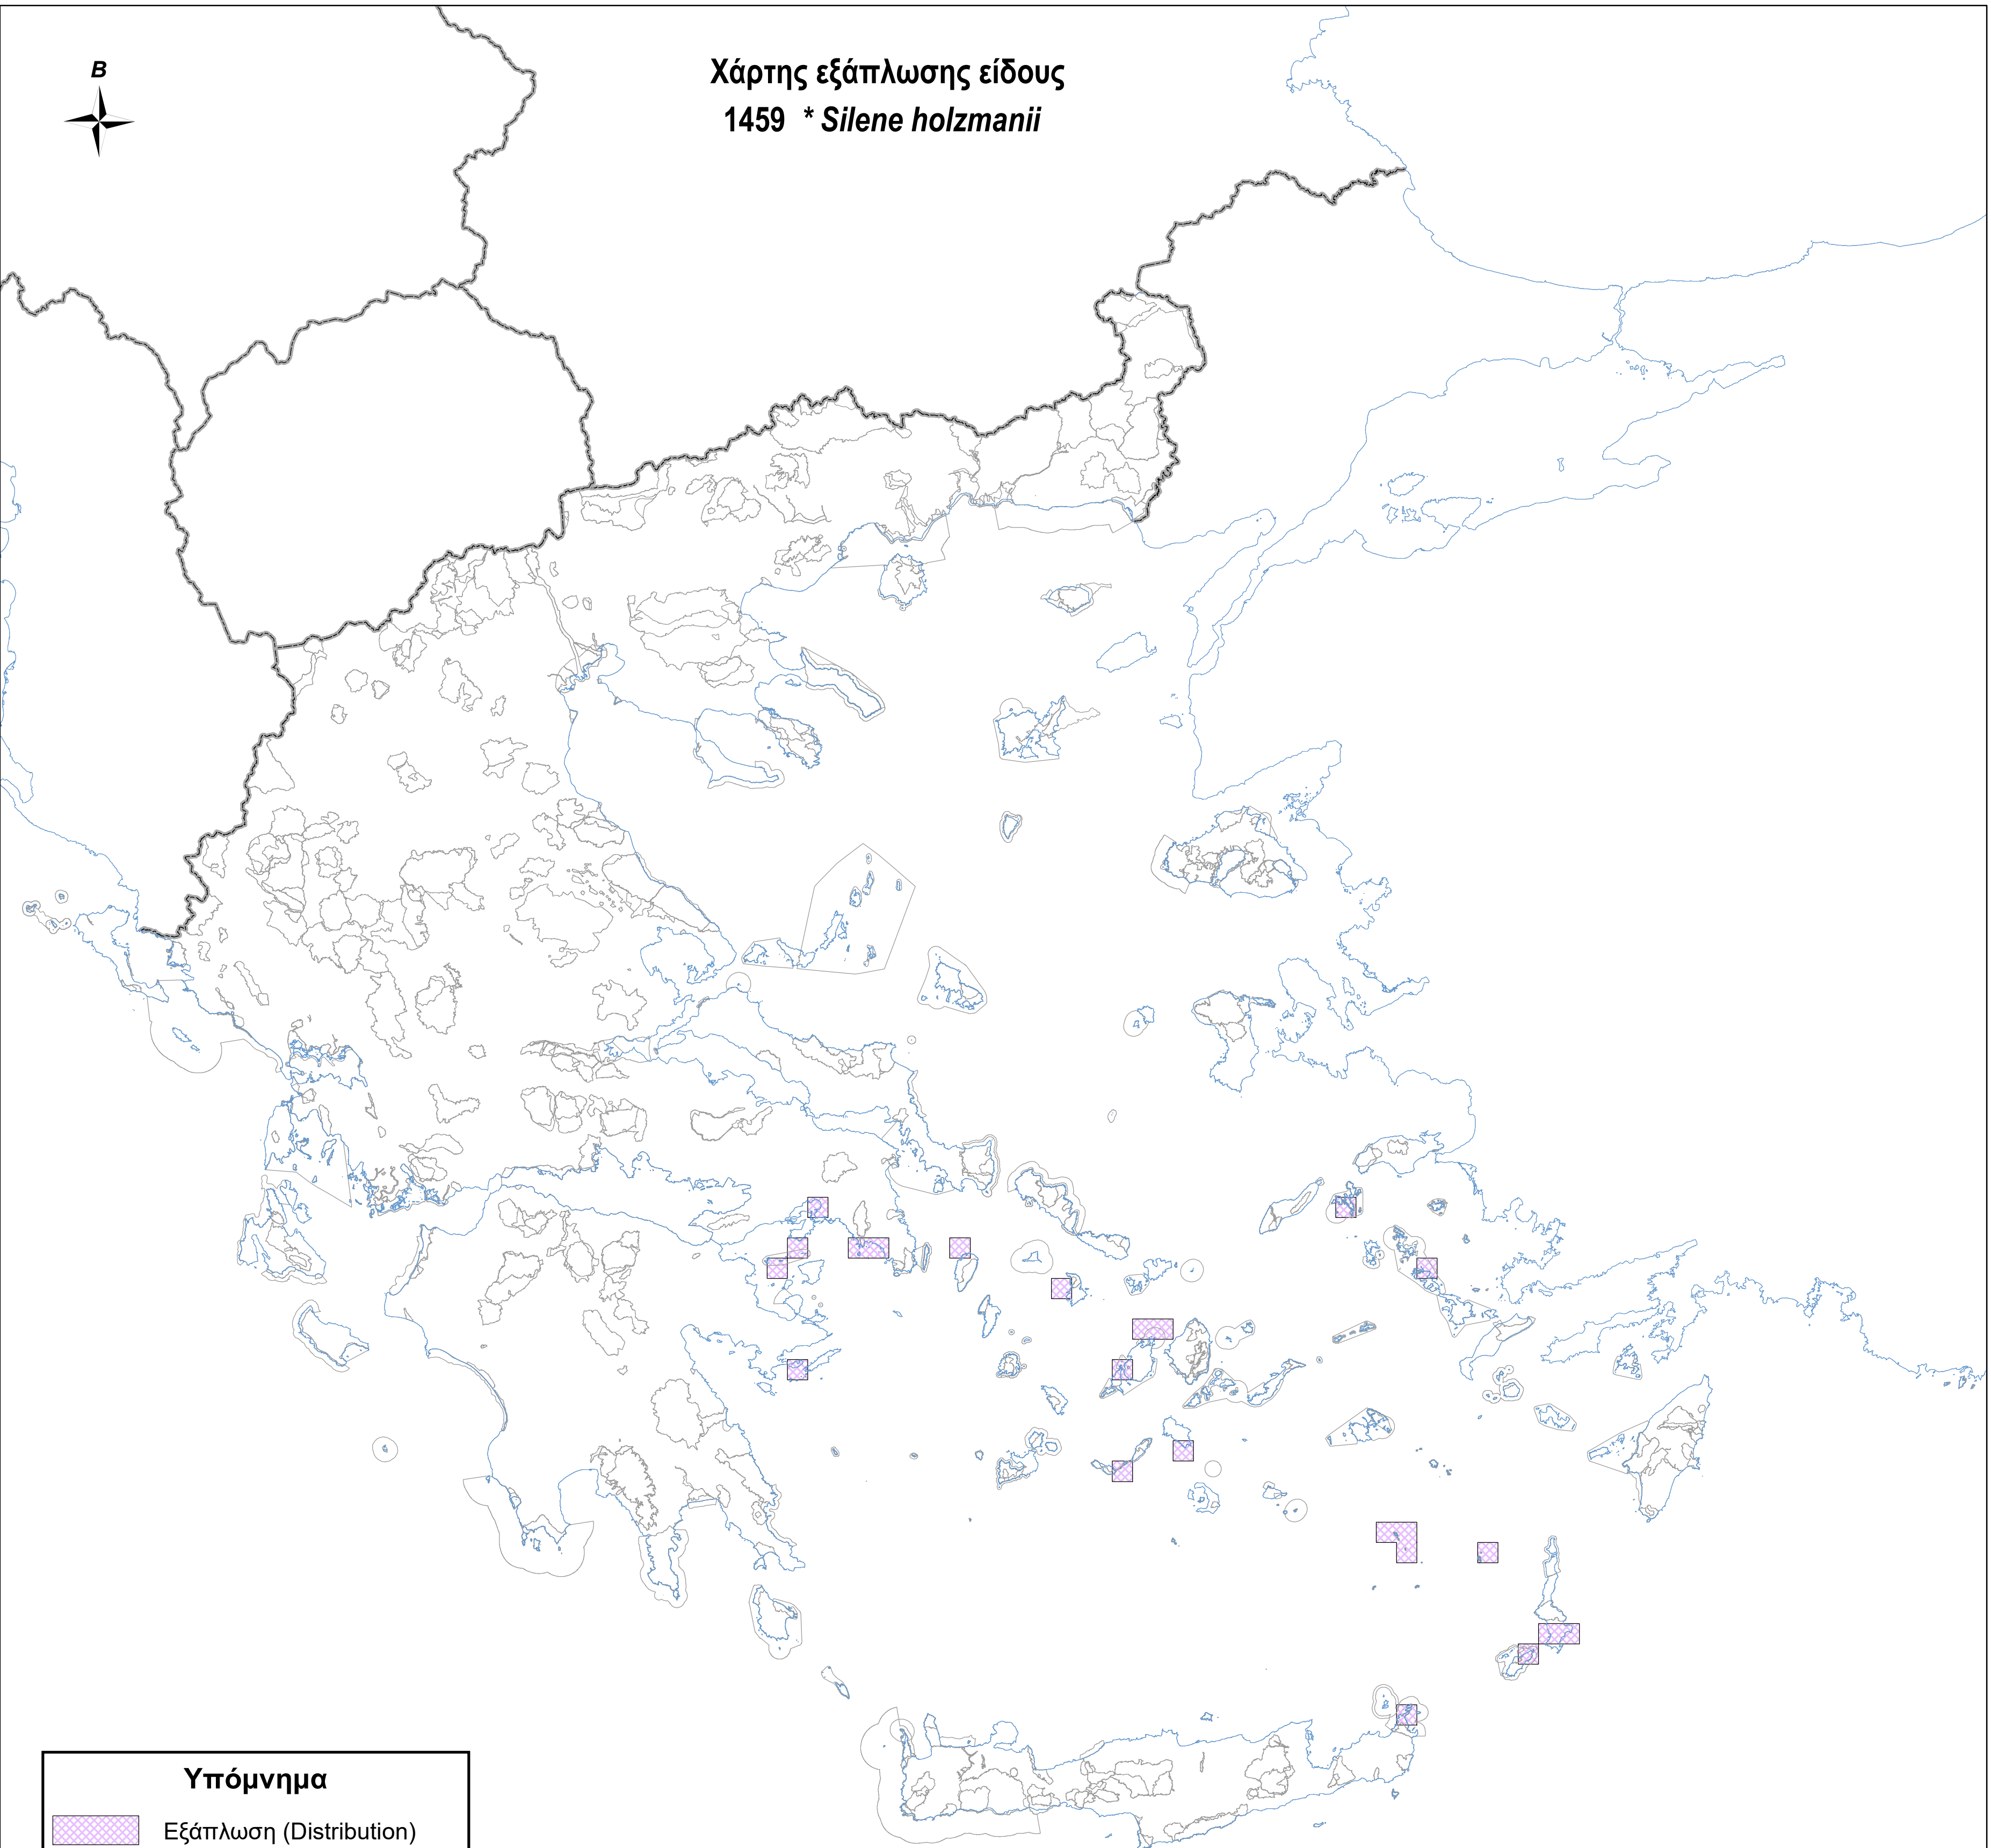 B
Χάρτης εξάπλωσης είδους
1459 * Silene holzmanii
Υπόμνημα
Εξάπλωση (Distribution)